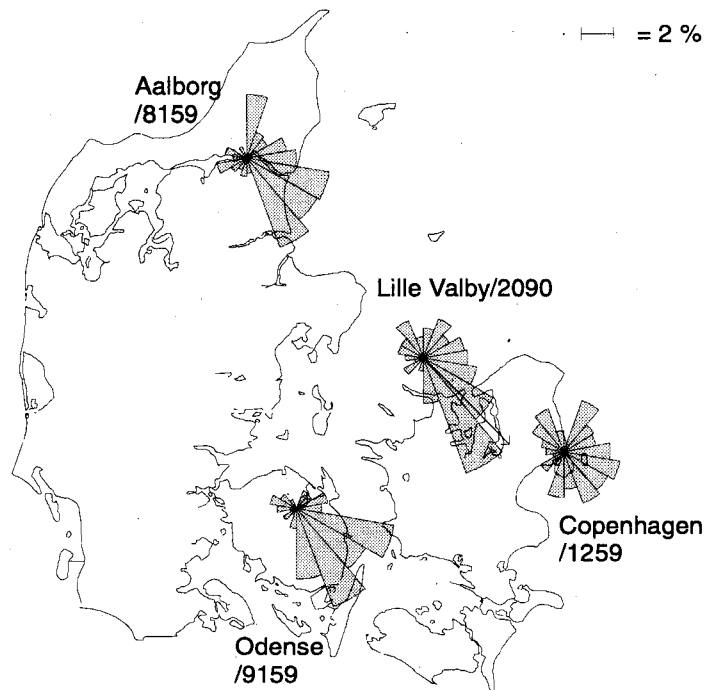 = 2 %
Aalborg
/8159
Lille Valby/2090
Copenhagen
/1259
Odense
/9159